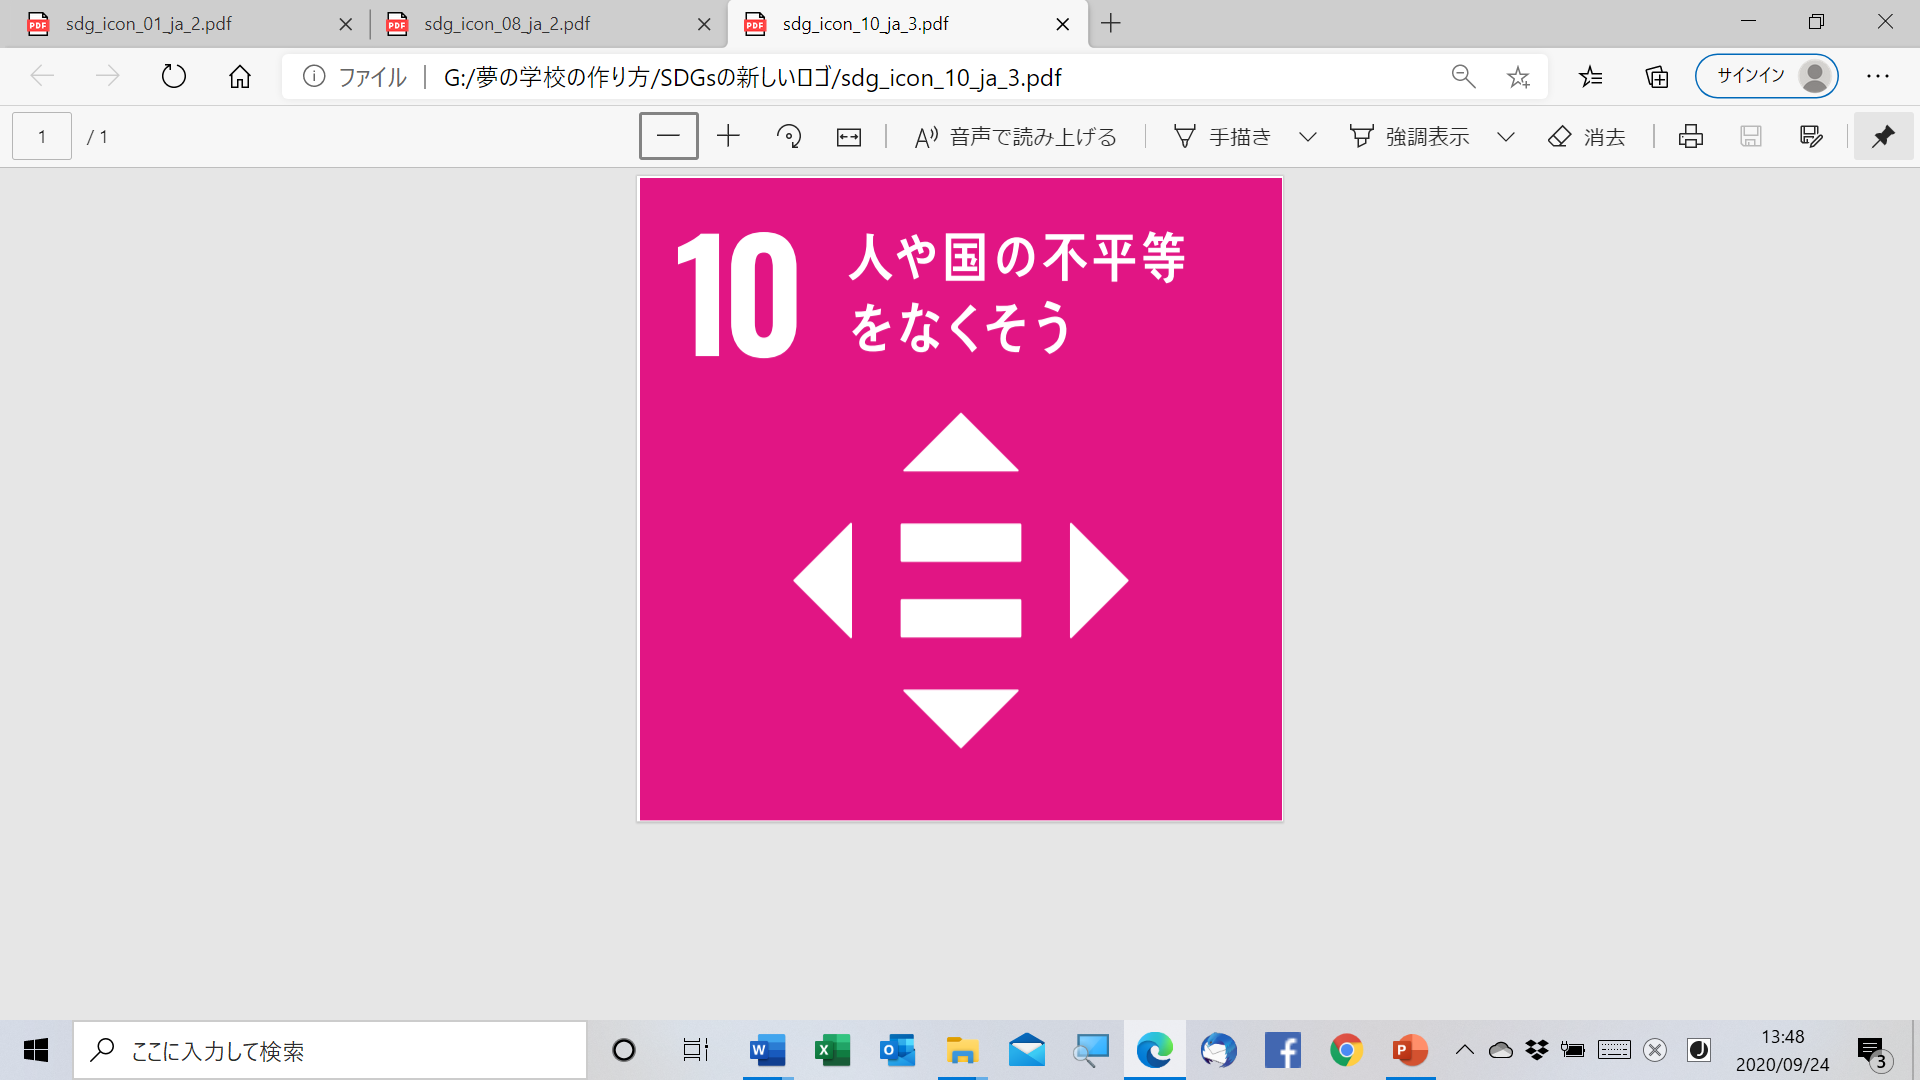 sdg_icon_01_ja_2.pdf
sdg_icon_08_ja_2.pdf
sdg_icon_10_ja_3.pdf
ファイル
G:/夢の学校の作り方/SDGsの新しいロゴ/sdg_icon_10_ja_3.pdf
サインイン
1 / 1
音声で読み上げる
手描き
強調表示
消去
10
人や国の不平等
をなくそう
ここに入力して検索
13:48
2020/09/24
3